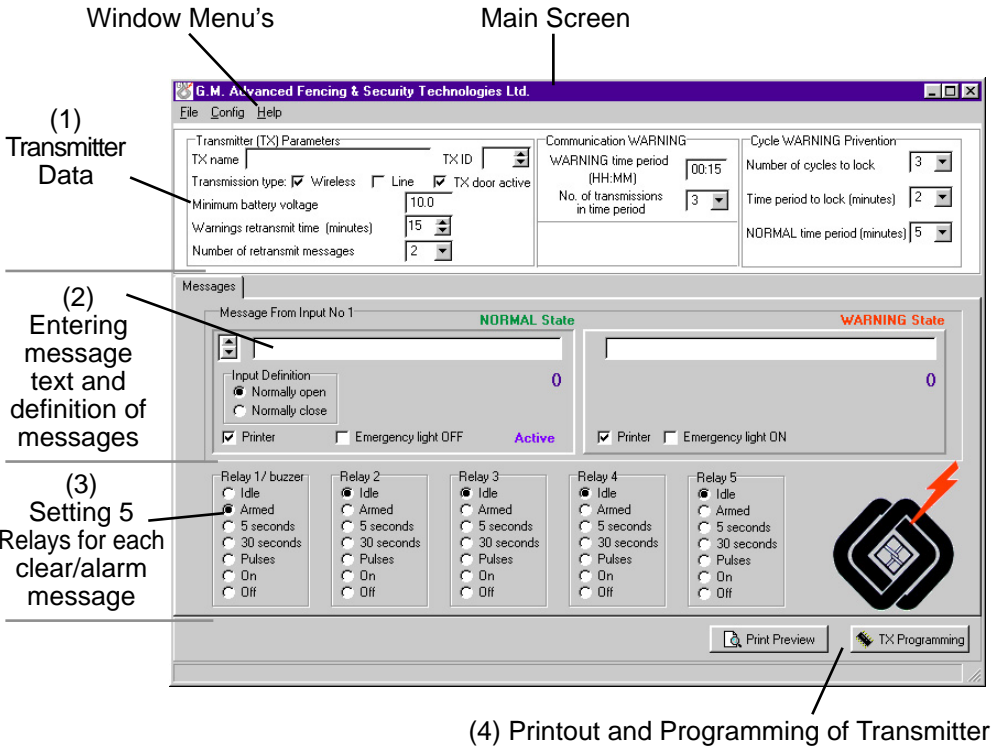 Window Menu's
Main Screen
G.M. Advanced Fencing & Security Technologies Ltd.
File Config Help
(1)
Transmitter
Data
Transmitter (TX) Parameters
TX name TX ID
Transmission type: Wireless Line TX door active
Minimum battery voltage 10.0
Warnings retransmit time (minutes) 15
Number of retransmit messages 2
Communication WARNING
WARNING time period
(HH:MM) 00:15
No. of transmissions
in time period 3
Cycle WARNING Privention
Number of cycles to lock 3
Time period to lock (minutes) 2
NORMAL time period (minutes) 5
(2)
Entering
message
text and
definition of
messages
Messages
Message From Input No 1
NORMAL State
WARNING State
Input Definition
Normally open
Normally close
0
0
Printer Emergency light OFF Active
Printer Emergency light ON
(3)
Setting 5
Relays for each
clear/alarm
message
Relay 1/ buzzer
Idle
Armed
5 seconds
30 seconds
Pulses
On
Off
Relay 2
Idle
Armed
5 seconds
30 seconds
Pulses
On
Off
Relay 3
Idle
Armed
5 seconds
30 seconds
Pulses
On
Off
Relay 4
Idle
Armed
5 seconds
30 seconds
Pulses
On
Off
Relay 5
Idle
Armed
5 seconds
30 seconds
Pulses
On
Off
Print Preview
TX Programming
(4) Printout and Programming of Transmitter